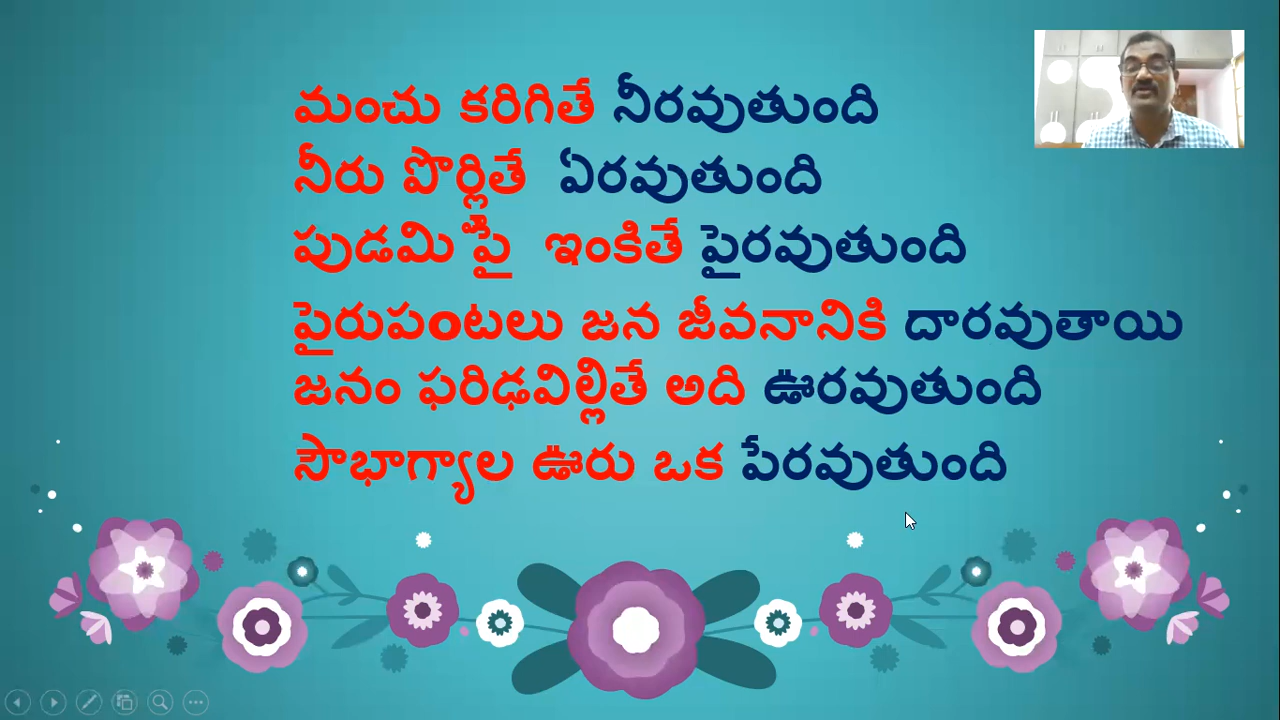 మంచు కరిగితే నీరవుతుంది
నీరు పొర్లితే ఏరవుతుంది
పుడమి పై ఇంకితే పైరవుతుంది
పైరుపంటలు జన జీవనానికి దారవుతాయి
జనం ఫరిఢవిల్లితే అది ఊరవుతుంది
సౌభాగ్యాల ఊరు ఒక పేరవుతుంది